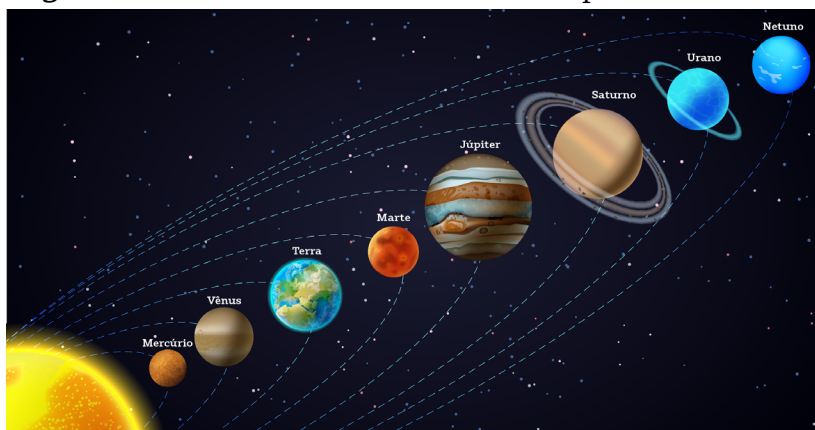 Netuno
Urano
Saturno
Júpiter
Marte
Terra
Vênus
Mercúrio